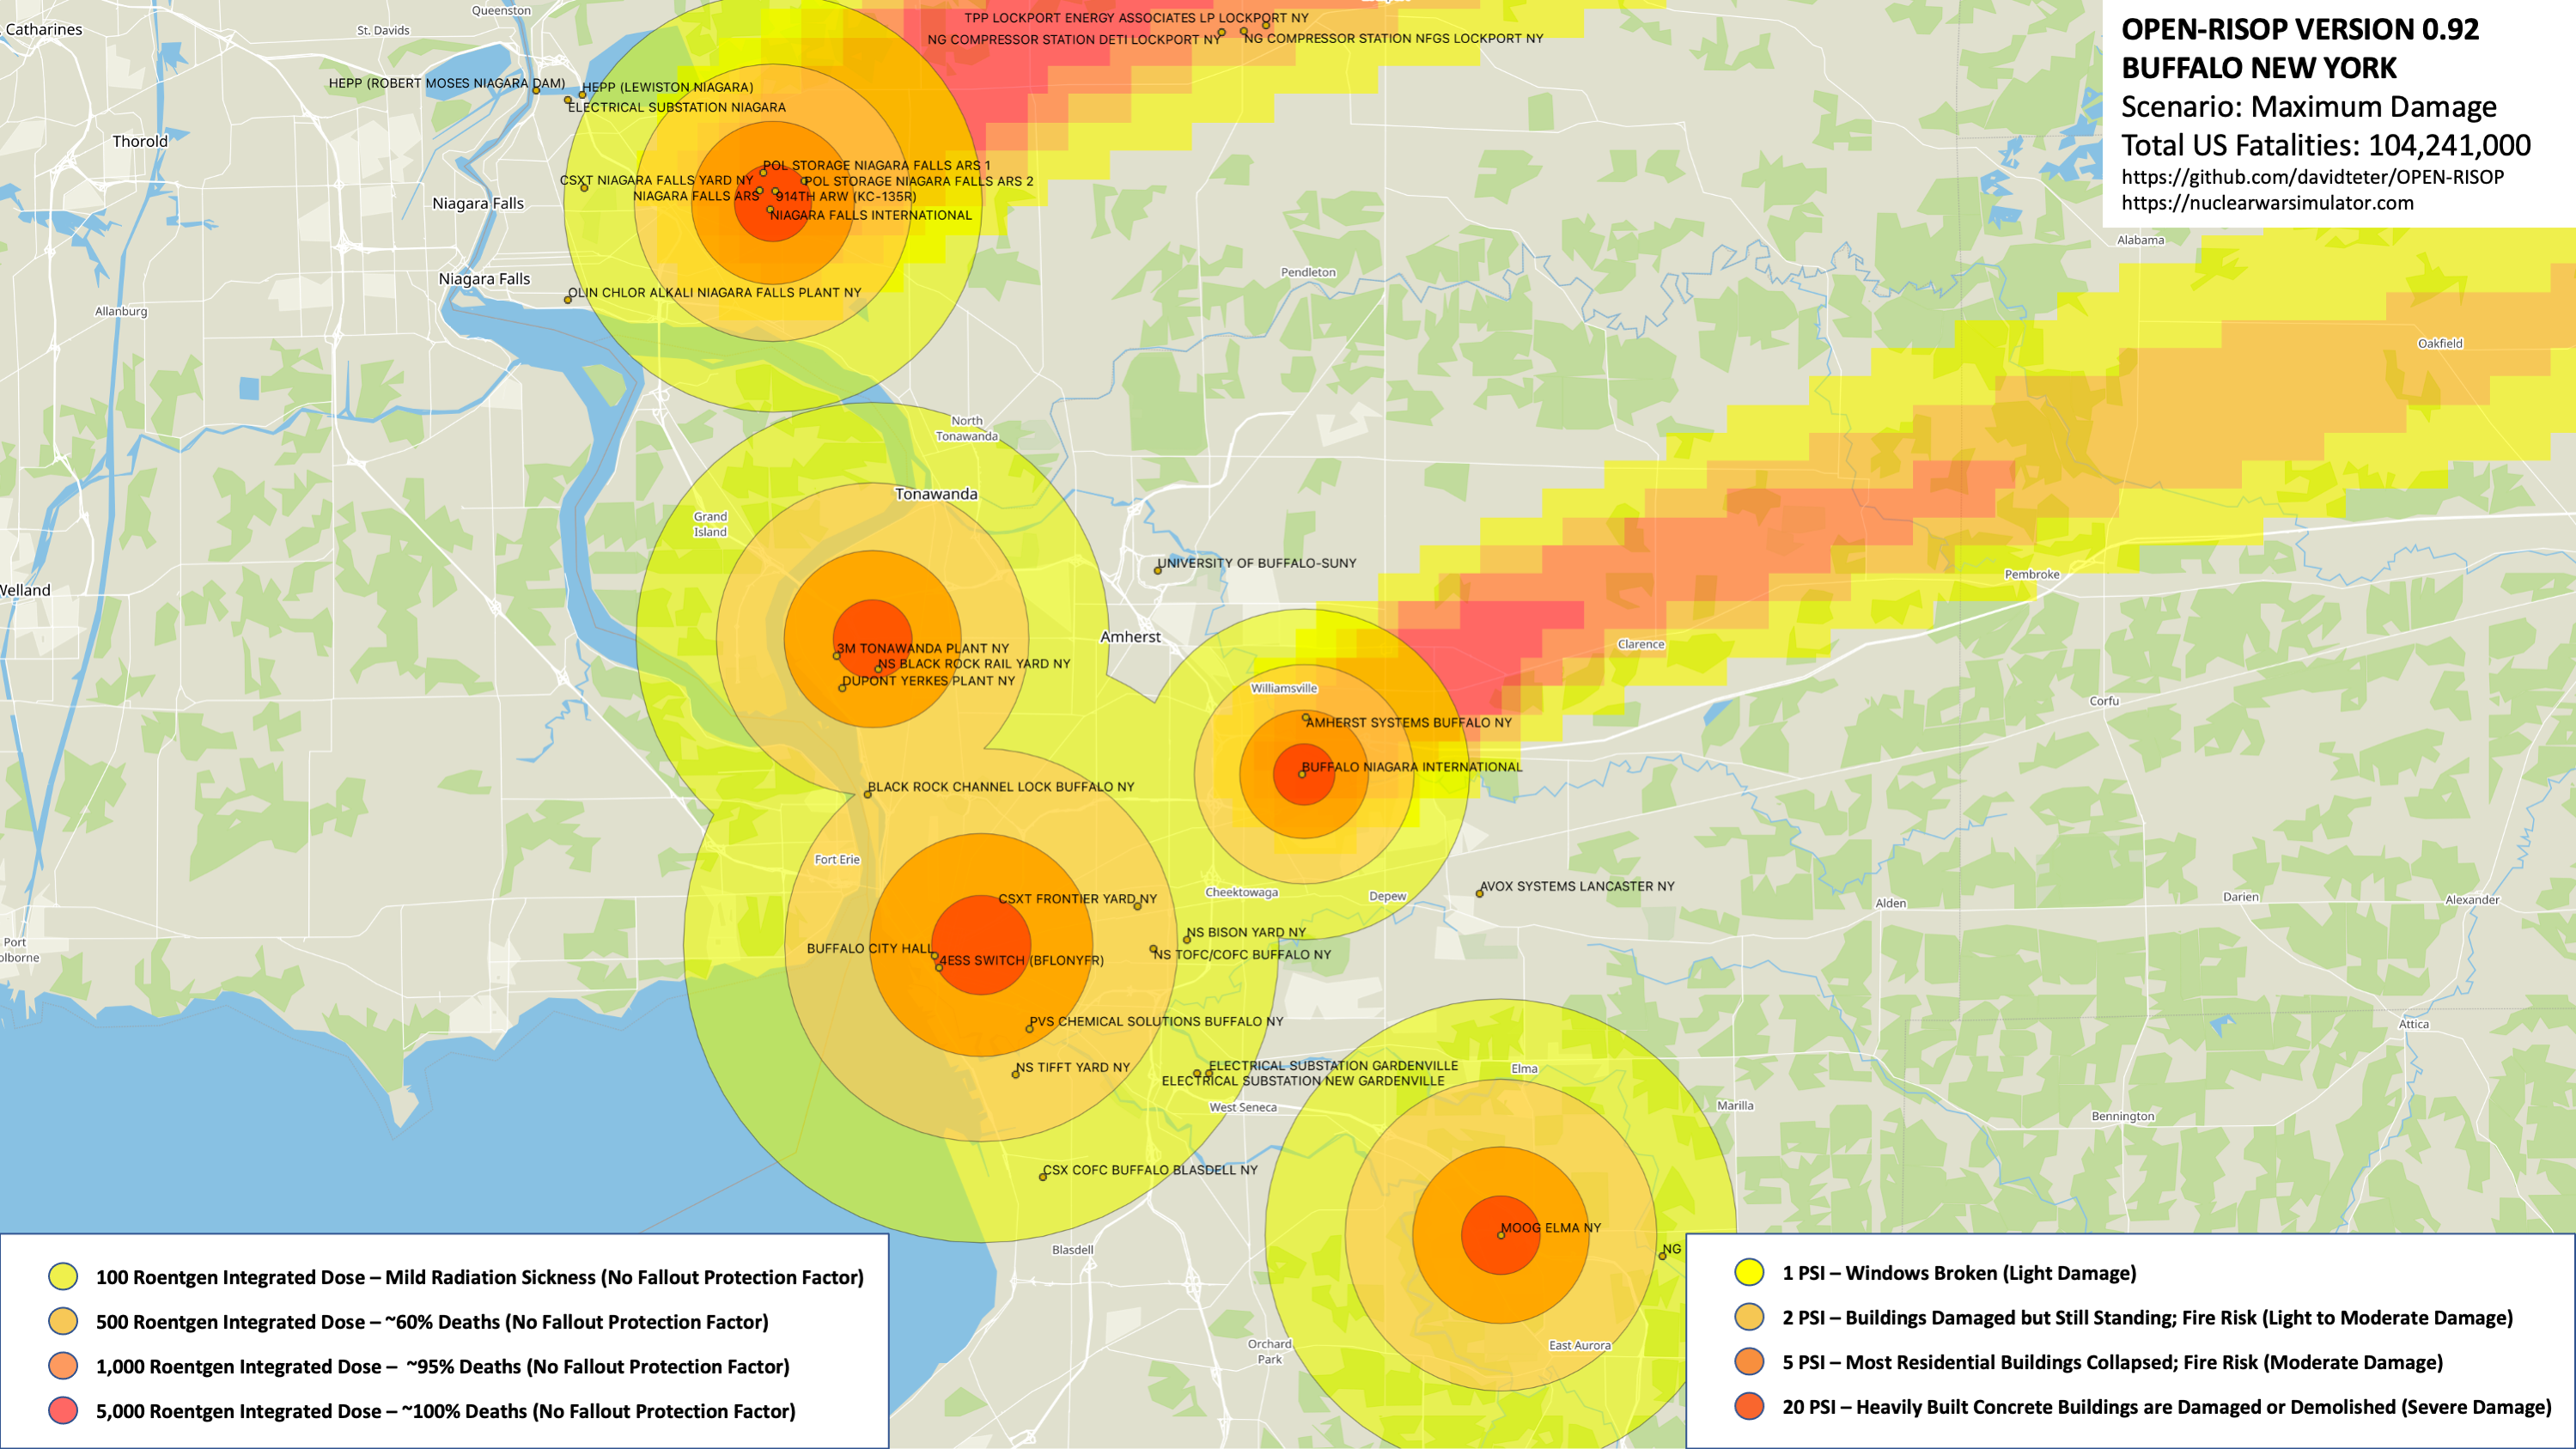 OPEN-RISOP VERSION 0.92
BUFFALO NEW YORK
Scenario: Maximum Damage
Total US Fatalities: 104,241,000
https://github.com/davidteter/OPEN-RISOP
https://nuclearwarsimulator.com
Queenston
Catharines
St. Davids
TPP LOCKPORT ENERGY ASSOCIATES LP LOCKPORT NY
NG COMPRESSOR STATION DETI LOCKPORT NY
NG COMPRESSOR STATION NFGS LOCKPORT NY
HEPP (ROBERT MOSES NIAGARA DAM)
HEPP (LEWISTON NIAGARA)
ELECTRICAL SUBSTATION NIAGARA
Thorold
POL STORAGE NIAGARA FALLS ARS 1
CSXT NIAGARA FALLS YARD NY
POL STORAGE NIAGARA FALLS ARS 2
NIAGARA FALLS ARS
914TH ARW (KC-135R)
Niagara Falls
NIAGARA FALLS INTERNATIONAL
Alabama
Pendleton
Niagara Falls
OLIN CHLOR ALKALI NIAGARA FALLS PLANT NY
Allanburg
Oakfield
North
Tonawanda
Tonawanda
Grand
Island
UNIVERSITY OF BUFFALO-SUNY
Pembroke
Welland
Amherst
Clarence
3M TONAWANDA PLANT NY
NS BLACK ROCK RAIL YARD NY
DUPONT YERKES PLANT NY
Williamsville
Corfu
AMHERST SYSTEMS BUFFALO NY
BUFFALO NIAGARA INTERNATIONAL
BLACK ROCK CHANNEL LOCK BUFFALO NY
Fort Erie
Cheektowaga
Depew
AVOX SYSTEMS LANCASTER NY
Alden
Darien
Alexander
CSXT FRONTIER YARD NY
NS BISON YARD NY
Port
olborne
BUFFALO CITY HALL
4ESS SWITCH (BFLONYFR)
NS TOFC/COFC BUFFALO NY
PVS CHEMICAL SOLUTIONS BUFFALO NY
Attica
NS TIFFT YARD NY
ELECTRICAL SUBSTATION GARDENVILLE
ELECTRICAL SUBSTATION NEW GARDENVILLE
Elma
West Seneca
Marilla
Bennington
CSX COFC BUFFALO BLASDELL NY
MOOG ELMA NY
NG
Blasdell
Orchard
Park
East Aurora
100 Roentgen Integrated Dose – Mild Radiation Sickness (No Fallout Protection Factor)
500 Roentgen Integrated Dose – ~60% Deaths (No Fallout Protection Factor)
1,000 Roentgen Integrated Dose – ~95% Deaths (No Fallout Protection Factor)
5,000 Roentgen Integrated Dose – ~100% Deaths (No Fallout Protection Factor)
1 PSI – Windows Broken (Light Damage)
2 PSI – Buildings Damaged but Still Standing; Fire Risk (Light to Moderate Damage)
5 PSI – Most Residential Buildings Collapsed; Fire Risk (Moderate Damage)
20 PSI – Heavily Built Concrete Buildings are Damaged or Demolished (Severe Damage)